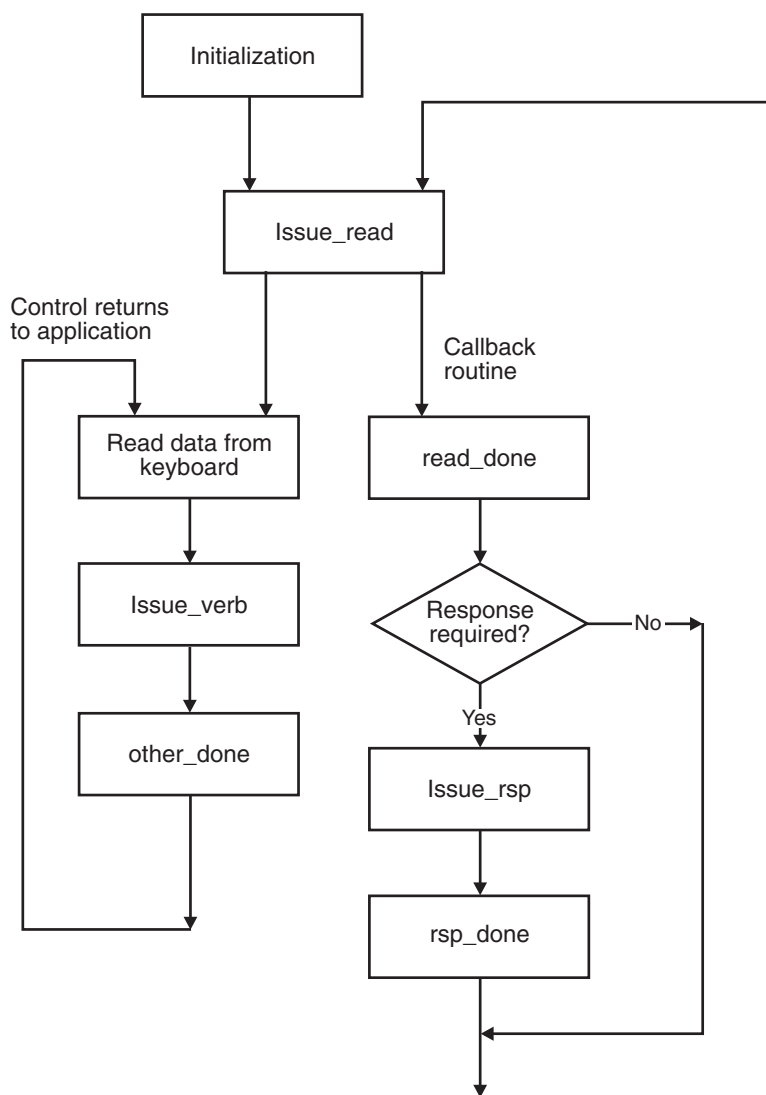 Initialization
Issue_read
Control returns
to application
Callback
routine
Read data from
keyboard
read_done
Issue_verb
Response
required?
No
Yes
other_done
Issue_rsp
rsp_done